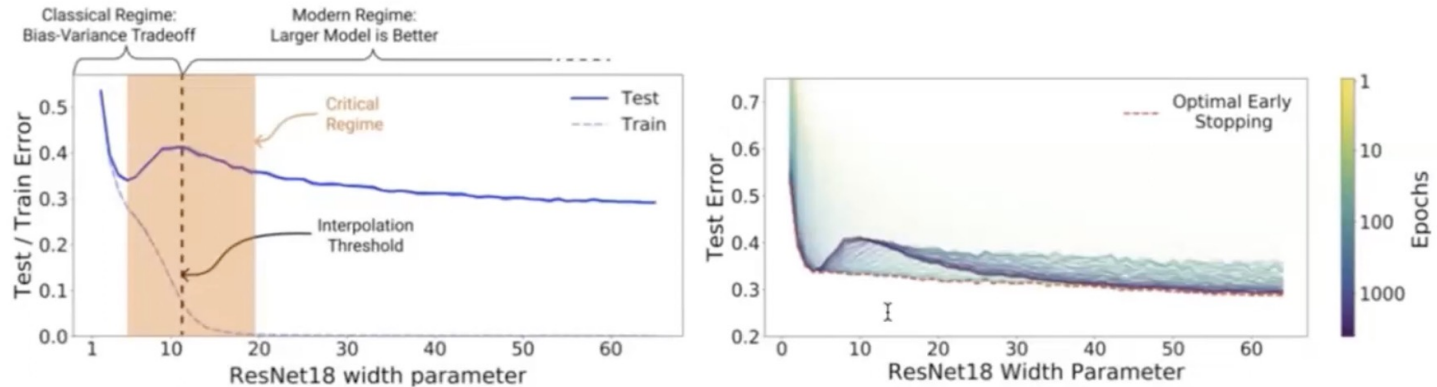 Classical Regime:
Bias-Variance Tradeoff
Modern Regime:
Larger Model is Better
Test / Train Error
0.5
0.4
0.3
0.2
0.1
0.0
Critical
Regime
Test
Train
Interpolation
Threshold
1 10 20 30 40 50 60
ResNet18 width parameter
Test Error
0.7
0.6
0.5
0.4
0.3
0.2
Optimal Early
Stopping
0 10 20 30 40 50 60
ResNet18 Width Parameter
1
10
100
1000
Epochs